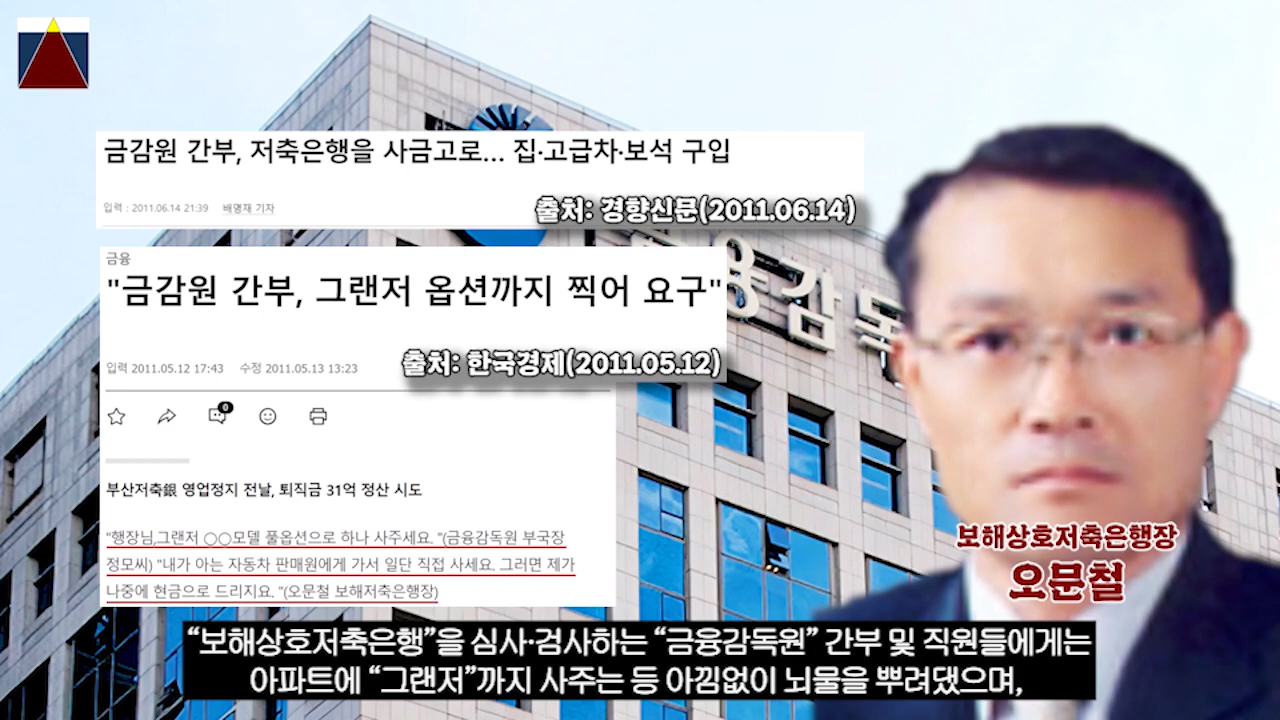 금감원 간부, 저축은행을 사금고로... 집·고급차·보석 구입
입력 : 2011.06.14 21:39 배명재 기자
출처: 경향신문(2011.06.14)
금융
"금감원 간부, 그랜저 옵션까지 찍어 요구"
입력 2011.05.12 17:43 수정 2011.05.13 13:23
출처: 한국경제(2011.05.12)
0
부산저축銀 영업정지 전날, 퇴직금 31억 정산 시도
"행장님,그랜저 ○○모델 풀옵션으로 하나 사주세요. "(금융감독원 부국장
정모씨) "내가 아는 자동차 판매원에게 가서 일단 직접 사세요. 그러면 제가
나중에 현금으로 드리지요. "(오문철 보해저축은행장)
융감독
보해상호저축은행장
오문철
“보해상호저축은행”을 심사·검사하는 “금융감독원” 간부 및 직원들에게는
아파트에 “그랜저”까지 사주는 등 아낌없이 뇌물을 뿌려댔으며,